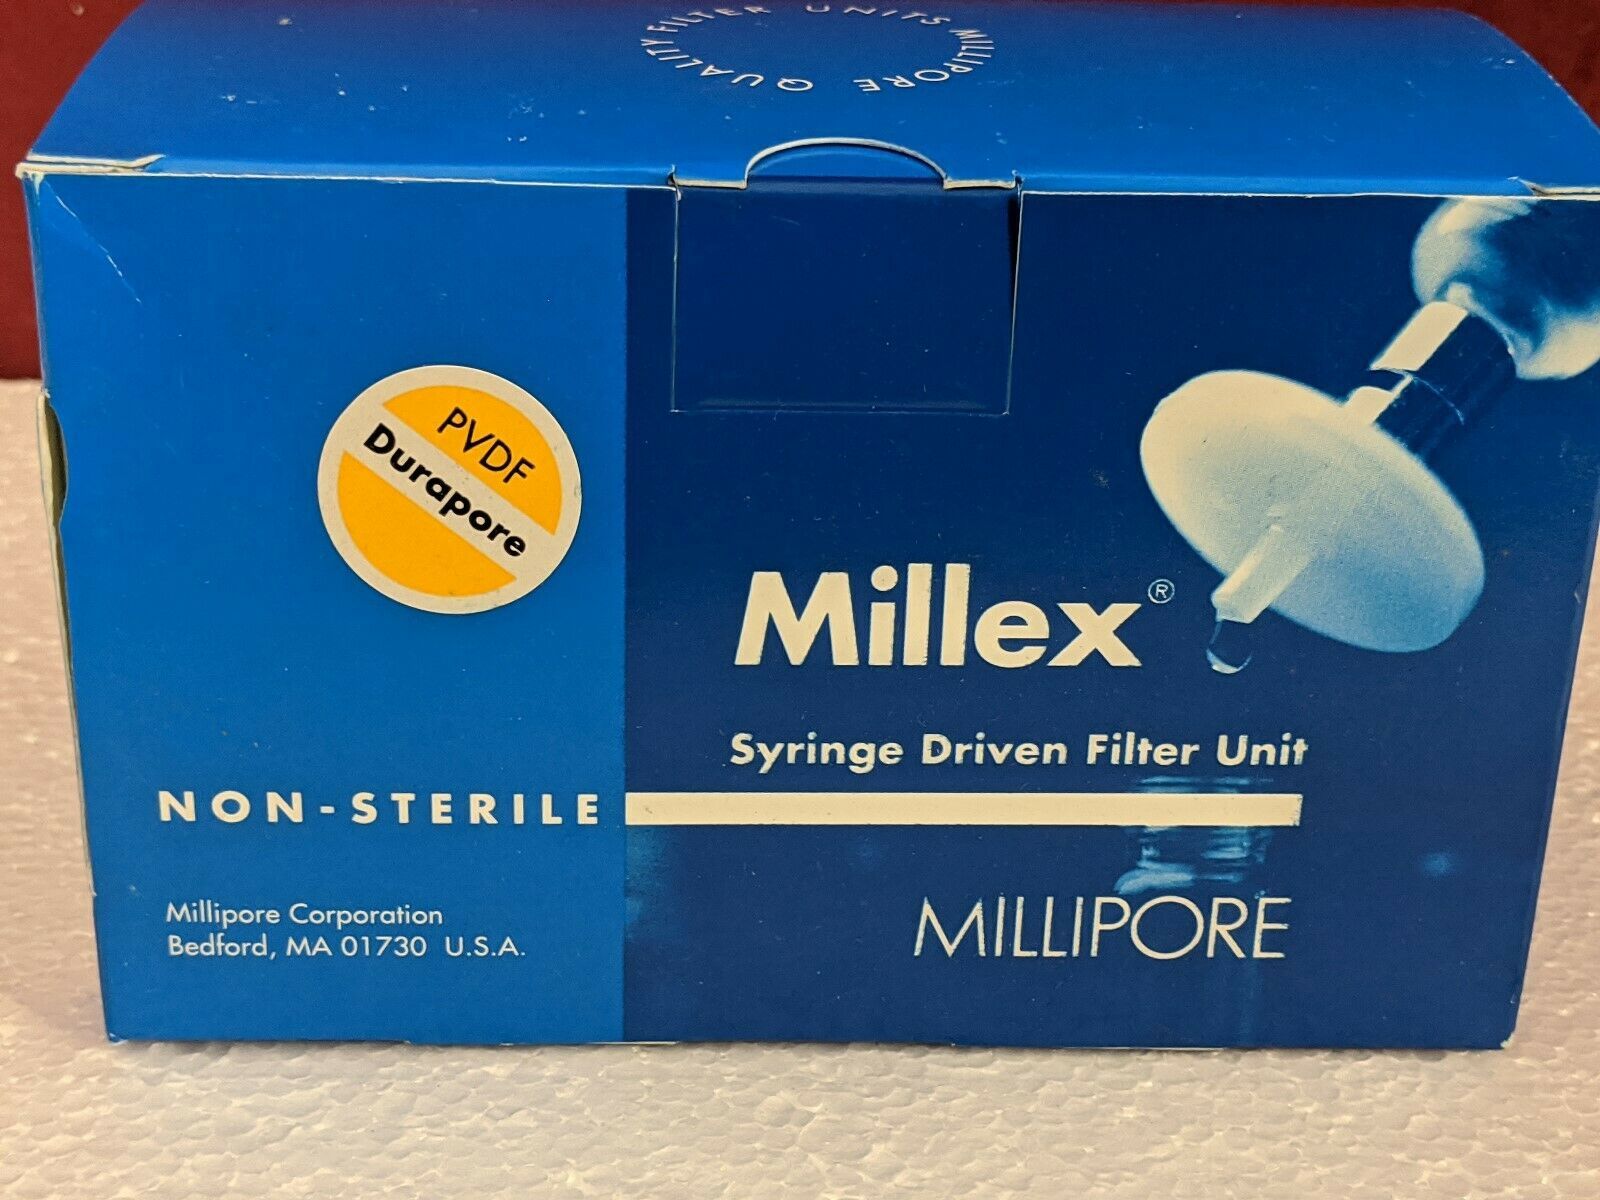 MILLIPORE QUALITY FILTER UNITS
PVDF
Durapore
Millex®
Syringe Driven Filter Unit
NON-STERILE
Millipore Corporation
Bedford, MA 01730 U.S.A.
MILLIPORE